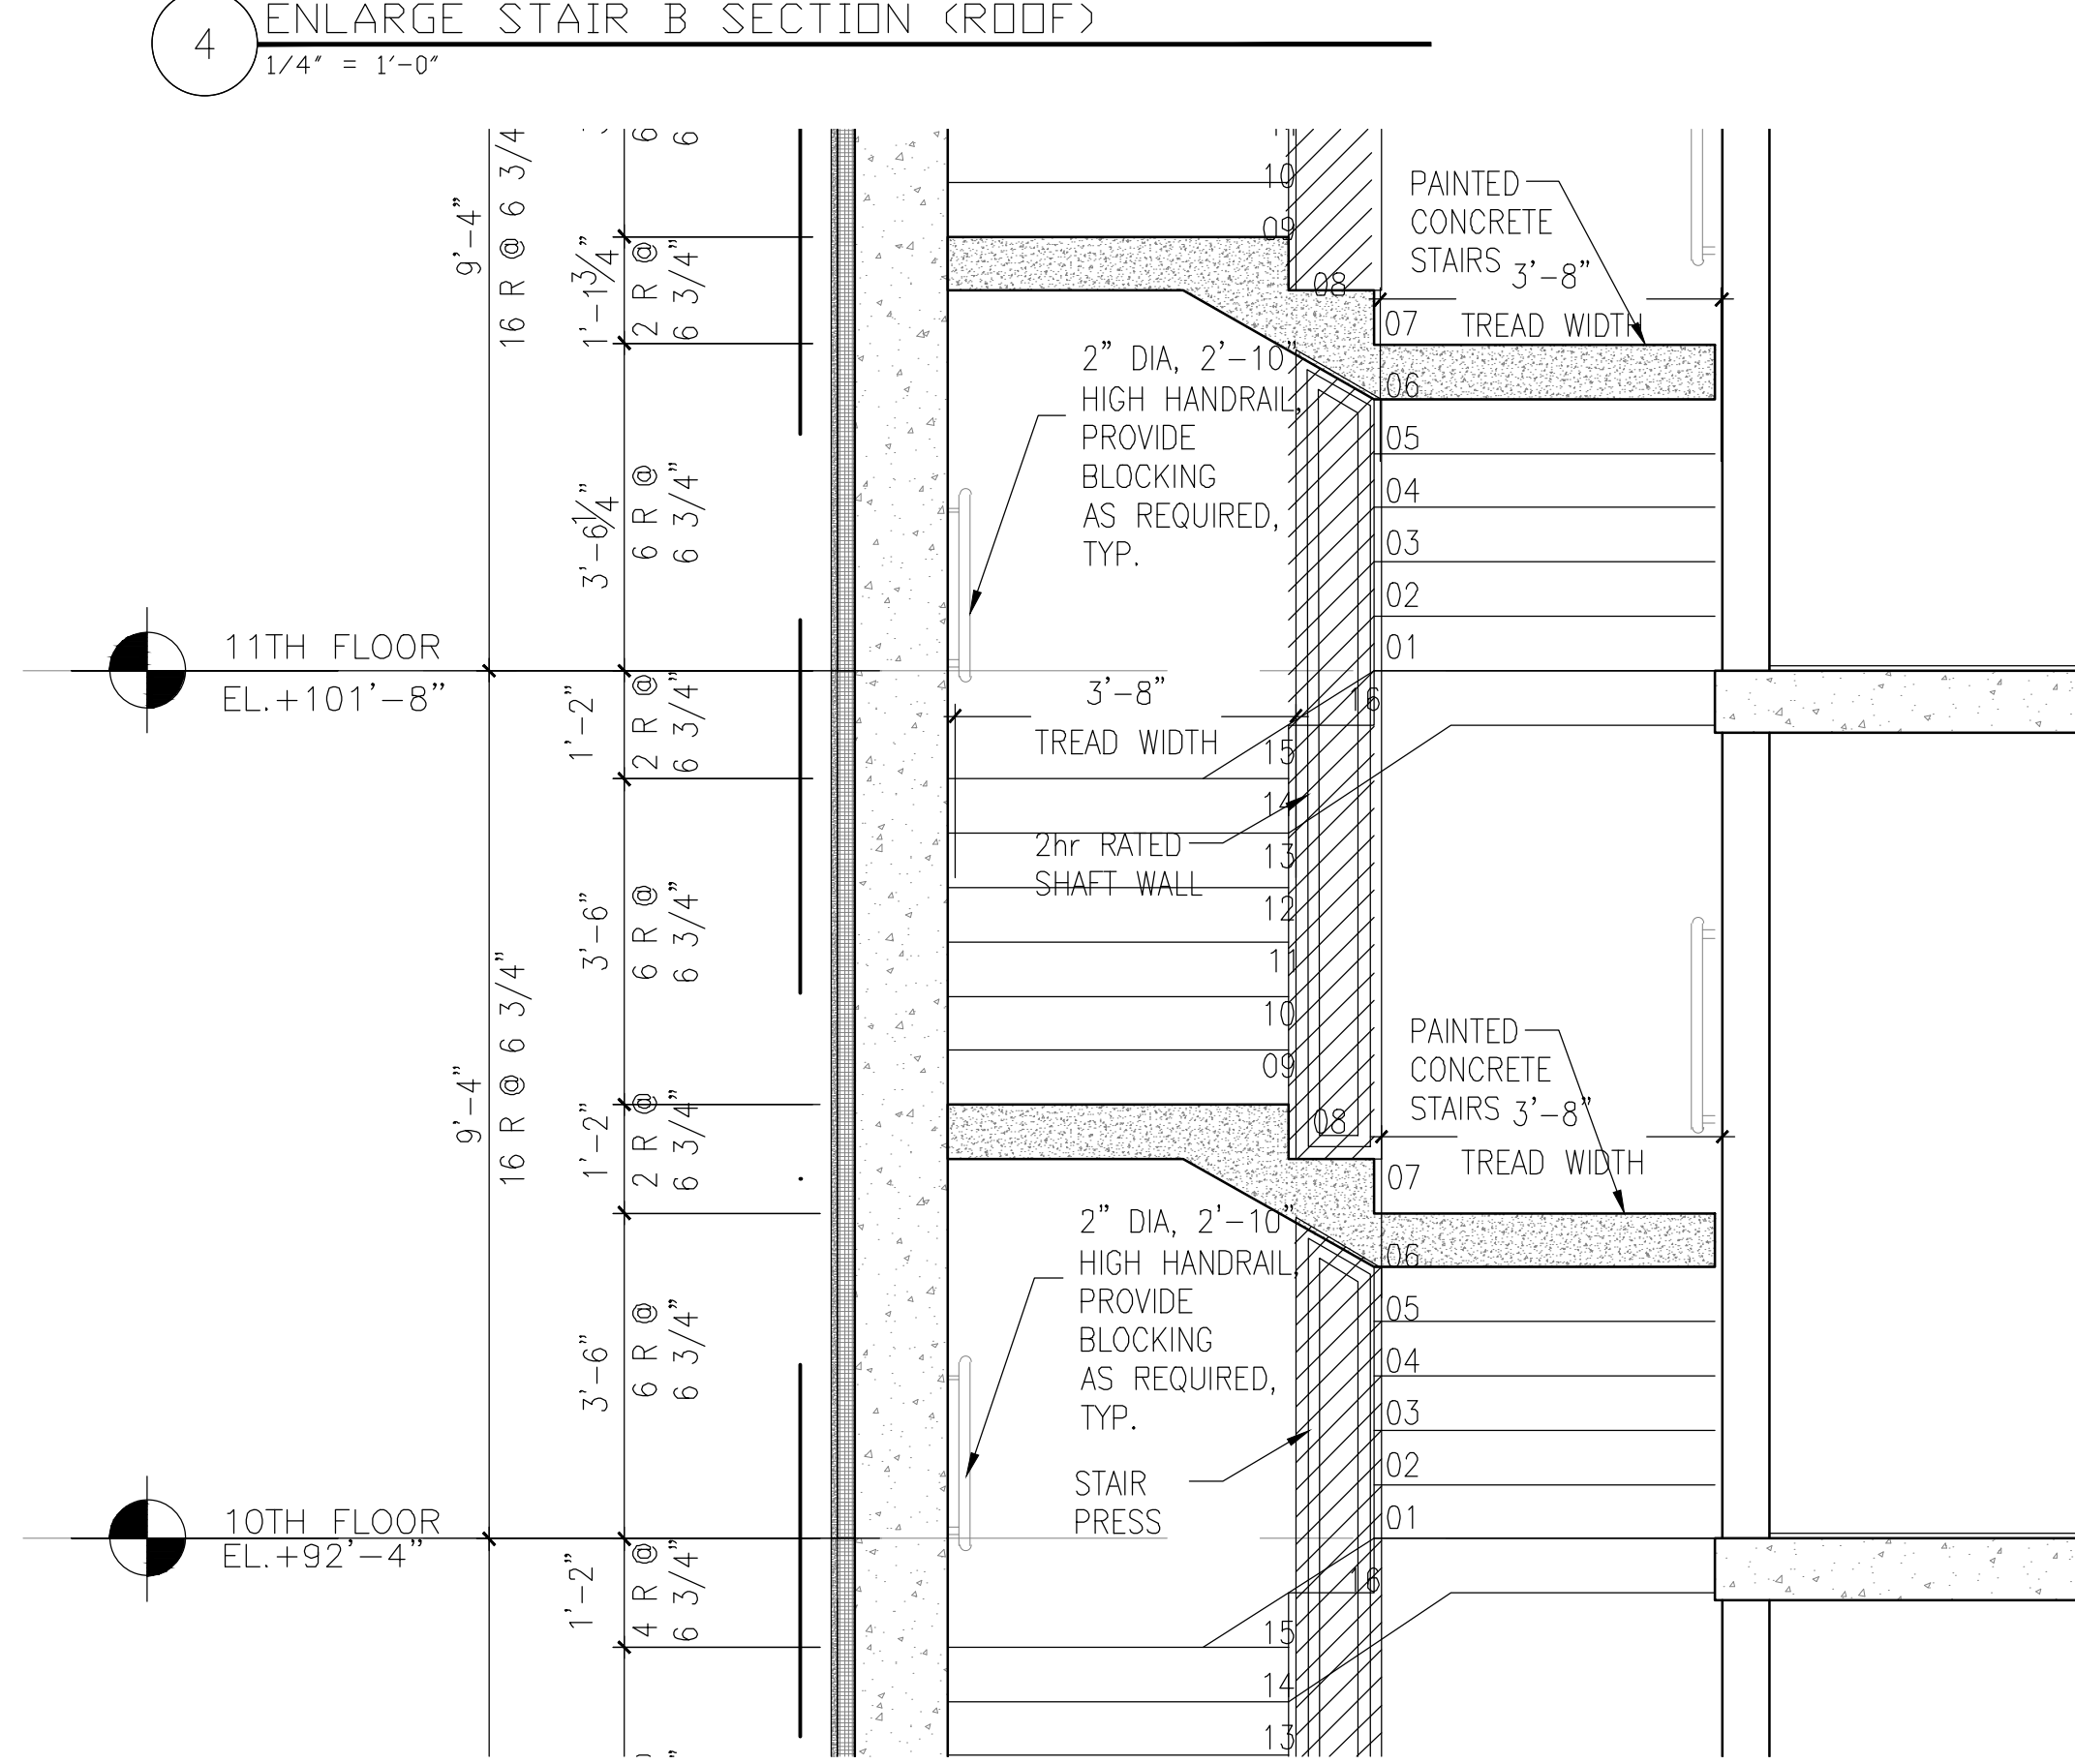 4
ENLARGE STAIR B SECTION (ROOF)
1/4" = 1'-0"
9'-4"
16 R @ 6 3/4
1'-1 3/4"
2 R @
6 3/4"
3'-6 1/4"
6 R @
6 3/4"
10
09
08
07
06
05
04
03
02
01
PAINTED
CONCRETE
STAIRS
3'-8"
TREAD WIDTH
2" DIA, 2'-10"
HIGH HANDRAIL,
PROVIDE
BLOCKING
AS REQUIRED,
TYP.
11TH FLOOR
EL.+101'-8"
9'-4"
16 R @ 6 3/4"
1'-2"
2 R @
6 3/4"
3'-6"
6 R @
6 3/4"
1'-2"
2 R @
6 3/4"
3'-6"
6 R @
6 3/4"
3'-8"
TREAD WIDTH
16
15
14
13
12
11
10
09
08
07
06
05
04
03
02
01
2hr RATED
SHAFT WALL
PAINTED
CONCRETE
STAIRS
3'-8"
TREAD WIDTH
2" DIA, 2'-10"
HIGH HANDRAIL,
PROVIDE
BLOCKING
AS REQUIRED,
TYP.
STAIR
PRESS
10TH FLOOR
EL.+92'-4"
1'-2"
4 R @
6 3/4"
16
15
14
13